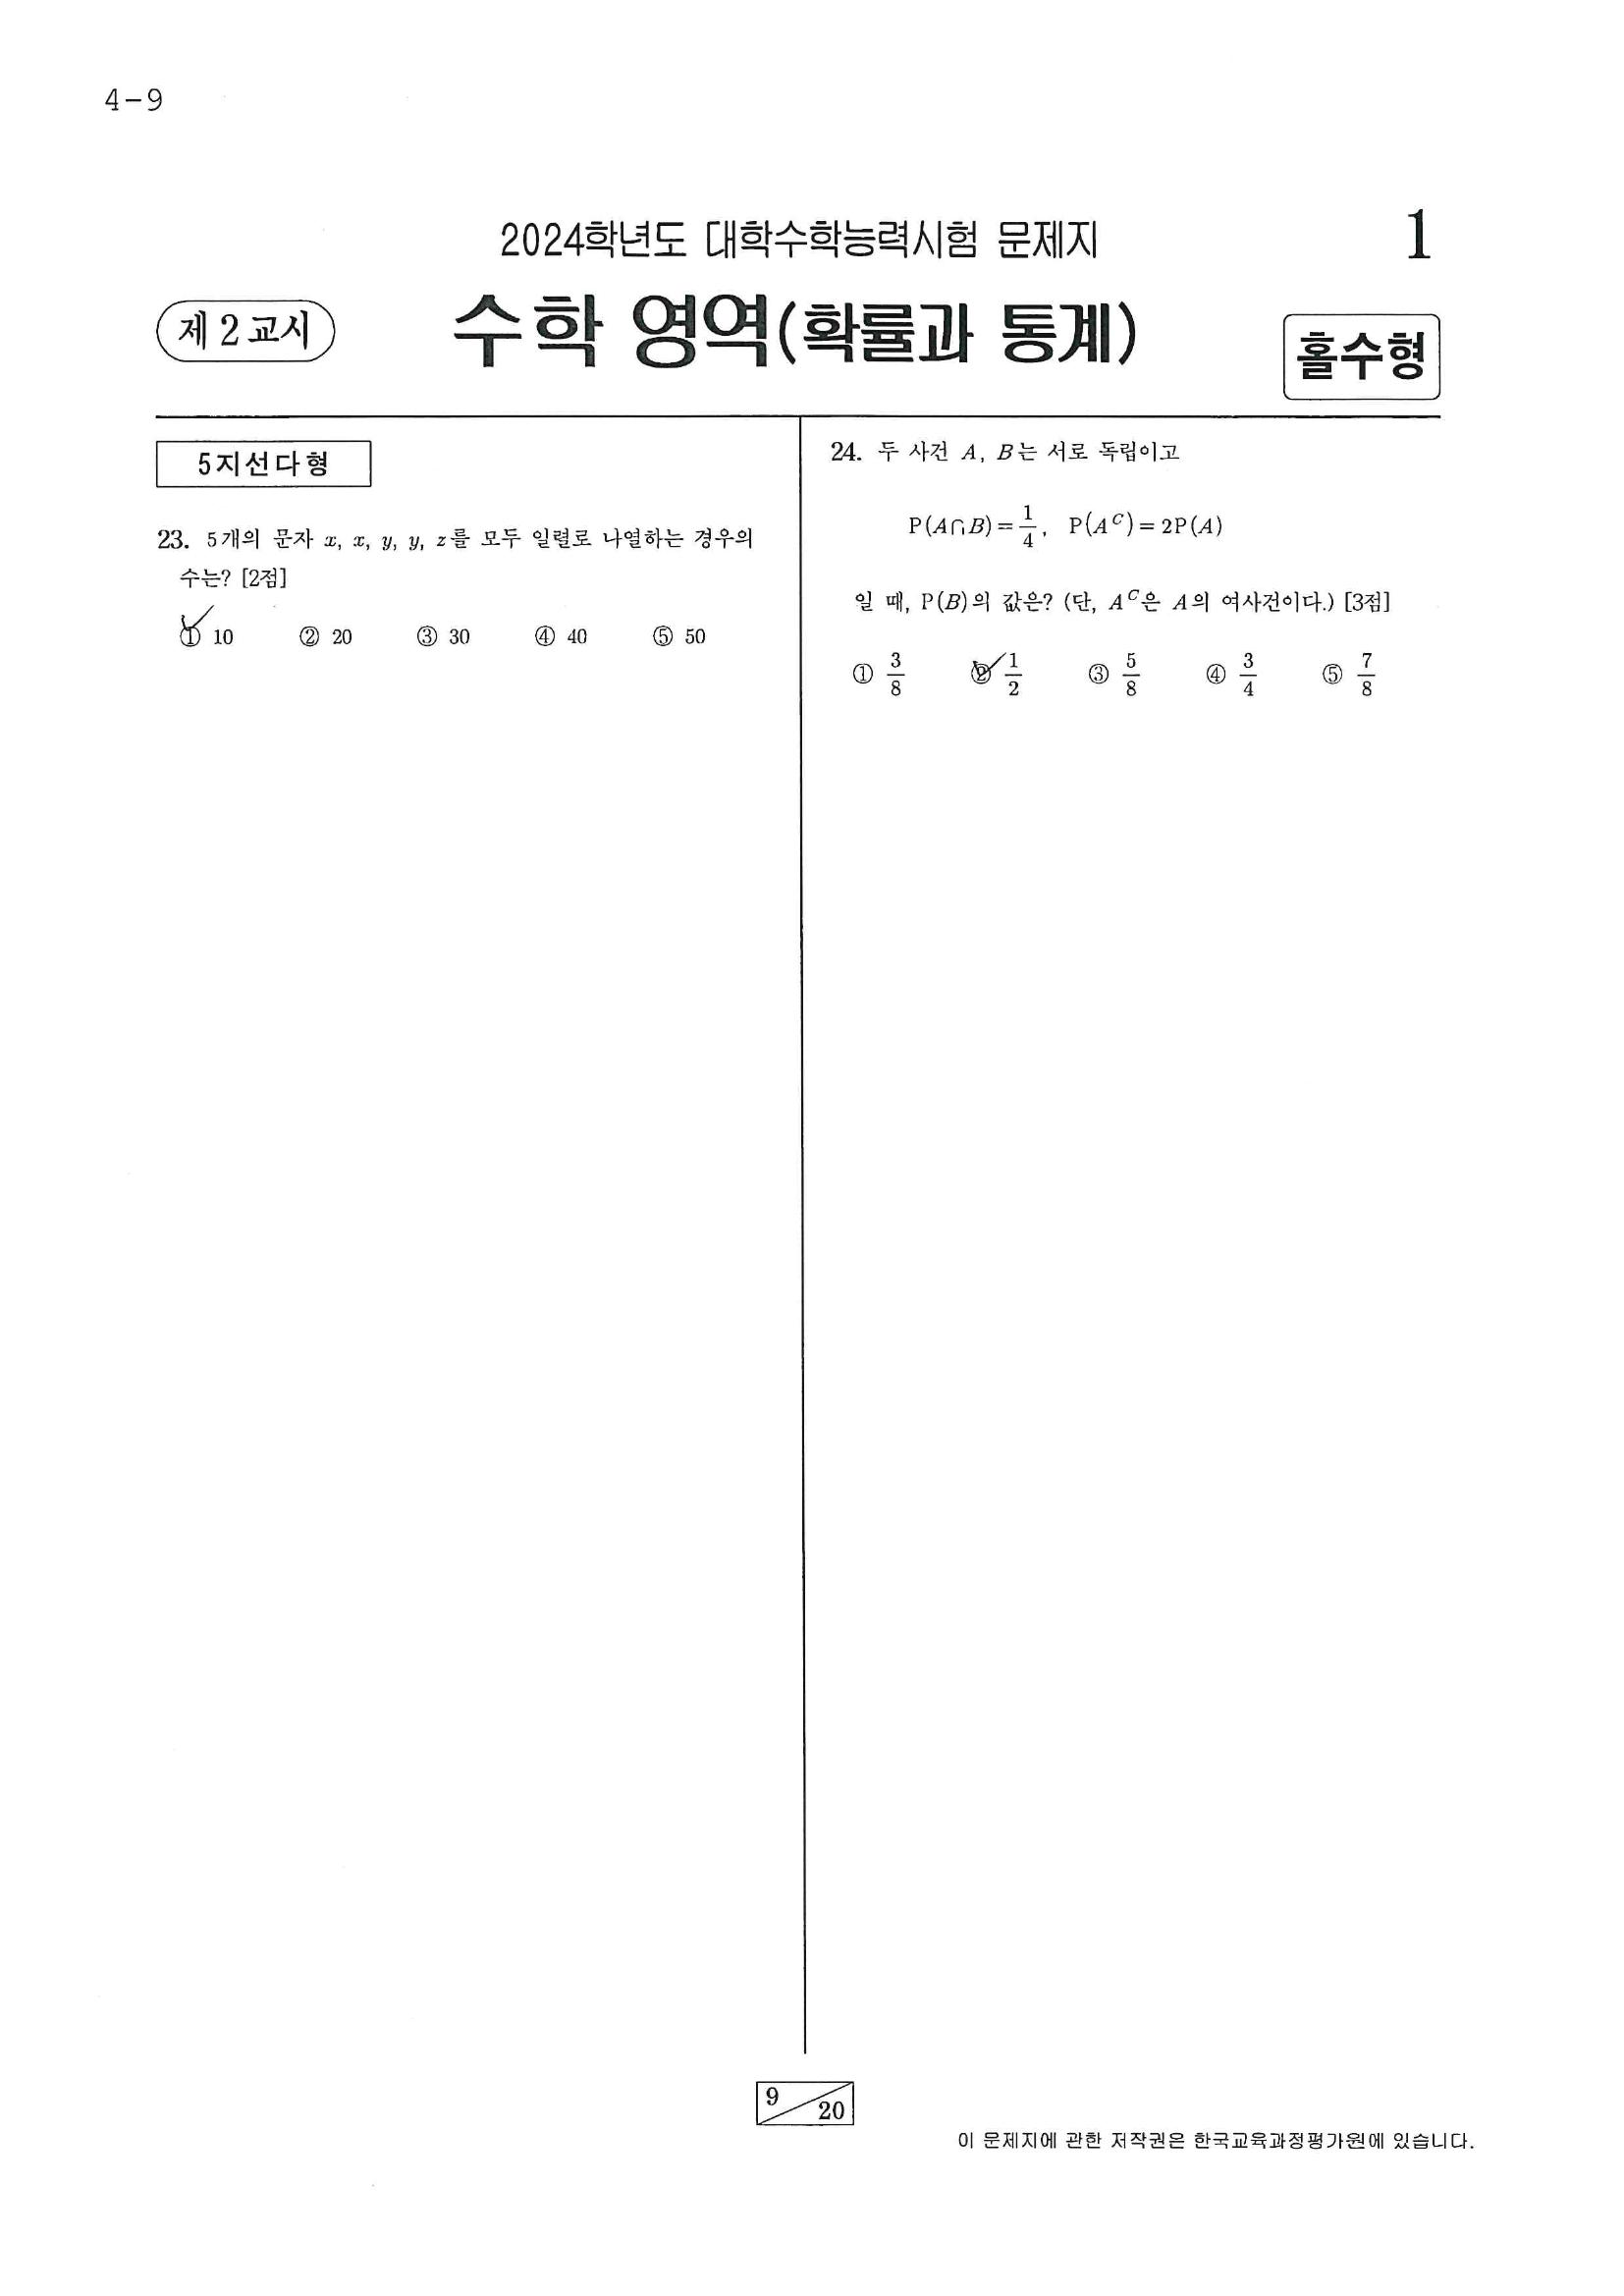 4-9
2024학년도 대학수학능력시험 문제지
1
제 2 교시
수학 영역(확률과 통계)
홀수형
5지선다형
23. 5개의 문자 x, x, y, y, z를 모두 일렬로 나열하는 경우의
수는? [2점]
① 10 ② 20 ③ 30 ④ 40 ⑤ 50
24. 두 사건 A, B는 서로 독립이고
P(A∩B)=1/4, P(A^C)=2P(A)
일 때, P(B)의 값은? (단, A^C은 A의 여사건이다.) [3점]
① 3/8 ② 1/2 ③ 5/8 ④ 3/4 ⑤ 7/8
9/20
이 문제지에 관한 저작권은 한국교육과정평가원에 있습니다.